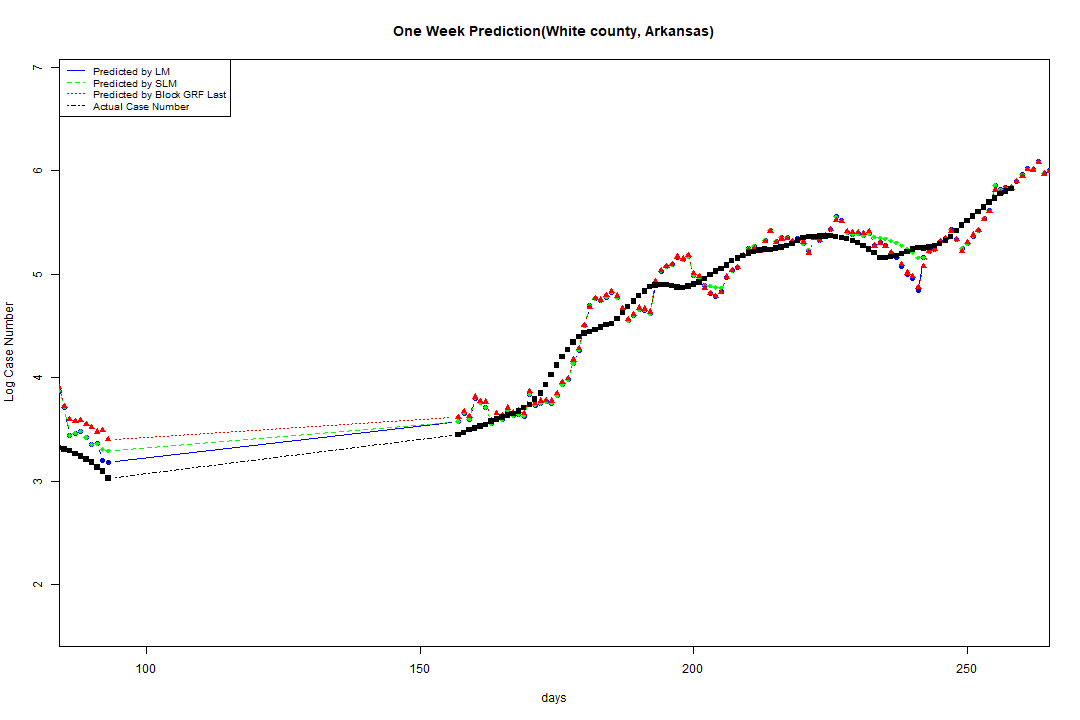 One Week Prediction(White county, Arkansas)
Predicted by LM
Predicted by SLM
Predicted by Block GRF Last
Actual Case Number
7
6
5
4
3
2
Log Case Number
100 150 200 250
days